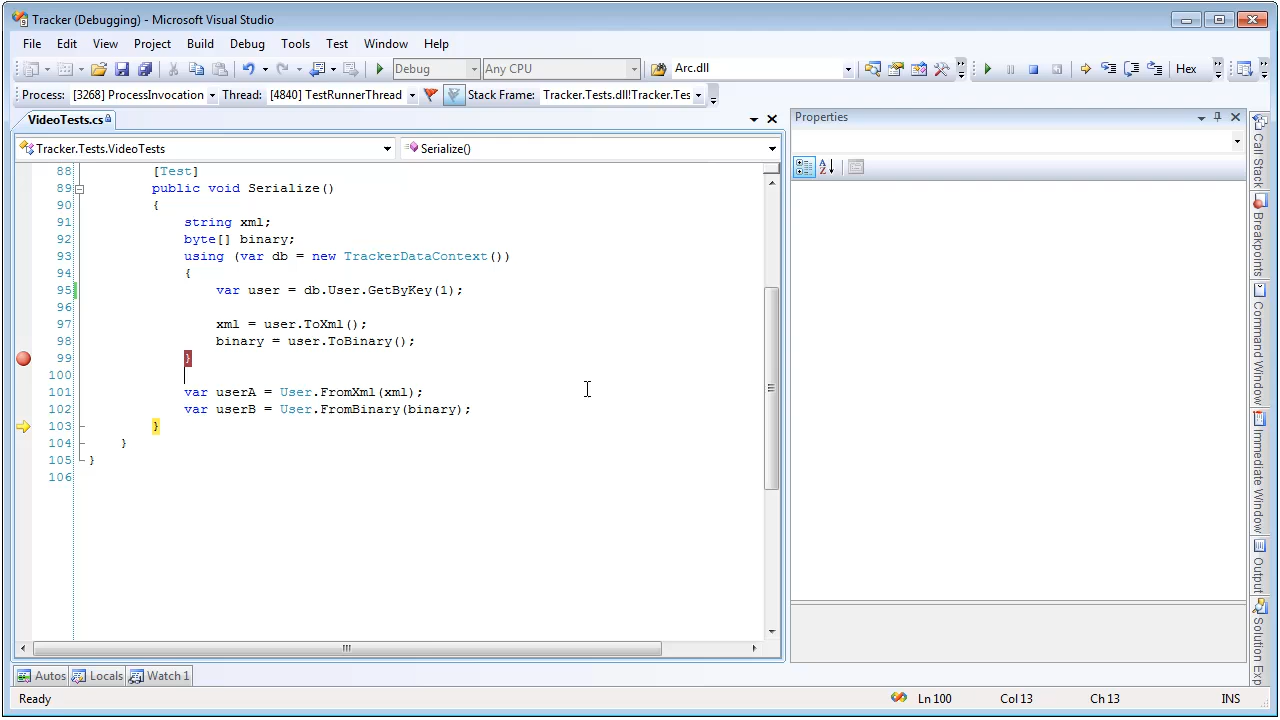 Tracker (Debugging) - Microsoft Visual Studio
File Edit View Project Build Debug Tools Test Window Help
Debug Any CPU Arc.dll Hex
Process: [3268] ProcessInvocation Thread: [4840] TestRunnerThread Stack Frame: Tracker.Tests.dll!Tracker.Tes
VideoTests.cs
Tracker.Tests.VideoTests Serialize()
88 [Test]
89 public void Serialize()
90 {
91 string xml;
92 byte[] binary;
93 using (var db = new TrackerDataContext())
94 {
95 var user = db.User.GetByKey(1);
96
97 xml = user.ToXml();
98 binary = user.ToBinary();
99 }
100
101 var userA = User.FromXml(xml);
102 var userB = User.FromBinary(binary);
103 }
104 }
105 }
106
Properties
Call Stack
Breakpoints
Command Window
Immediate Window
Output
Solution Exp
Autos Locals Watch 1
Ready Ln 100 Col 13 Ch 13 INS